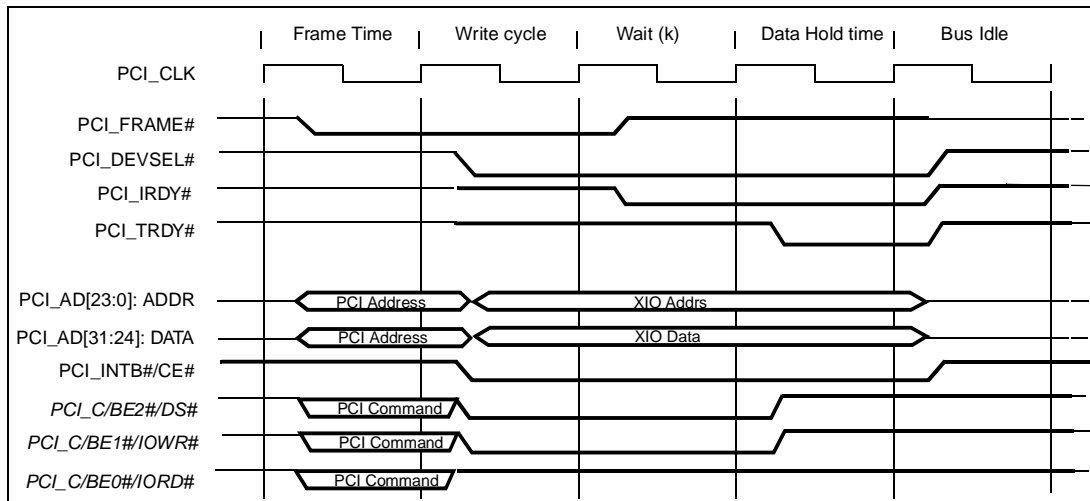 Frame Time Write cycle Wait (k) Data Hold time Bus Idle
PCI_CLK
PCI_FRAME#
PCI_DEVSEL#
PCI_IRDY#
PCI_TRDY#
PCI_AD[23:0]: ADDR PCI Address XIO Addrs
PCI_AD[31:24]: DATA PCI Address XIO Data
PCI_INTB#/CE#
PCI_C/BE2#/DS# PCI Command
PCI_C/BE1#/IOWR# PCI Command
PCI_C/BE0#/IORD# PCI Command